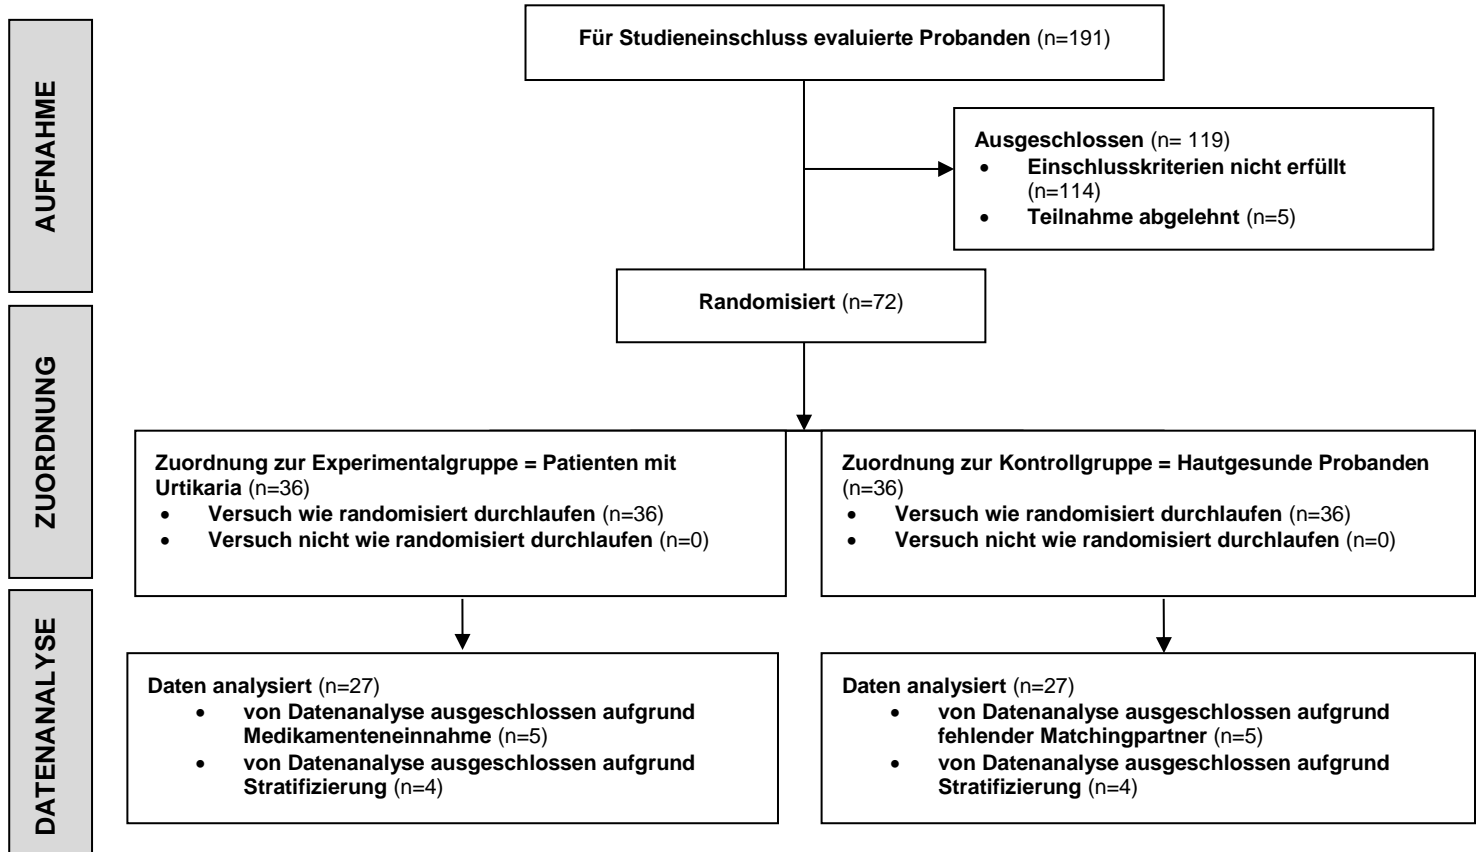 AUFNAHME
Für Studieneinschluss evaluierte Probanden (n=191)
Ausgeschlossen (n= 119)
• Einschlusskriterien nicht erfüllt
(n=114)
• Teilnahme abgelehnt (n=5)
Randomisiert (n=72)
ZUORDNUNG
Zuordnung zur Experimentalgruppe = Patienten mit
Urtikaria (n=36)
• Versuch wie randomisiert durchlaufen (n=36)
• Versuch nicht wie randomisiert durchlaufen (n=0)
Zuordnung zur Kontrollgruppe = Hautgesunde Probanden
(n=36)
• Versuch wie randomisiert durchlaufen (n=36)
• Versuch nicht wie randomisiert durchlaufen (n=0)
DATENANALYSE
Daten analysiert (n=27)
• von Datenanalyse ausgeschlossen aufgrund
Medikamenteneinnahme (n=5)
• von Datenanalyse ausgeschlossen aufgrund
Stratifizierung (n=4)
Daten analysiert (n=27)
• von Datenanalyse ausgeschlossen aufgrund
fehlender Matchingpartner (n=5)
• von Datenanalyse ausgeschlossen aufgrund
Stratifizierung (n=4)